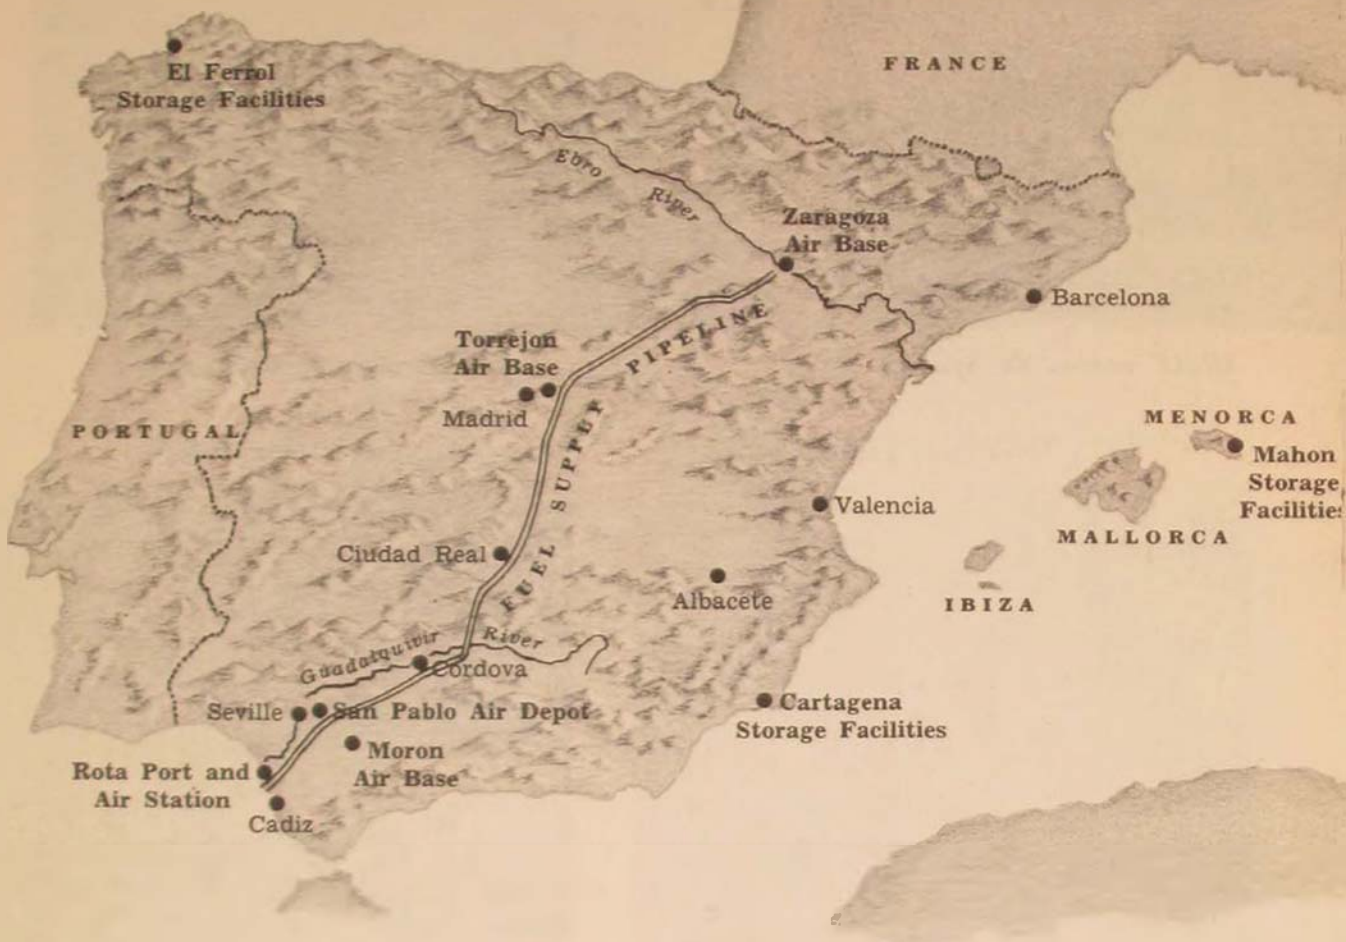 El Ferrol
Storage Facilities
FRANCE
Ebro River
Zaragoza
Air Base
Barcelona
Torrejon
Air Base
Madrid
FUEL SUPPLY PIPELINE
PORTUGAL
MENORCA
Mahon
Storage
Facilities
Valencia
MALLORCA
Ciudad Real
Albacete
IBIZA
Guadalquivir River
Cordova
Seville
San Pablo Air Depot
Cartagena
Storage Facilities
Moron
Air Base
Rota Port and
Air Station
Cadiz